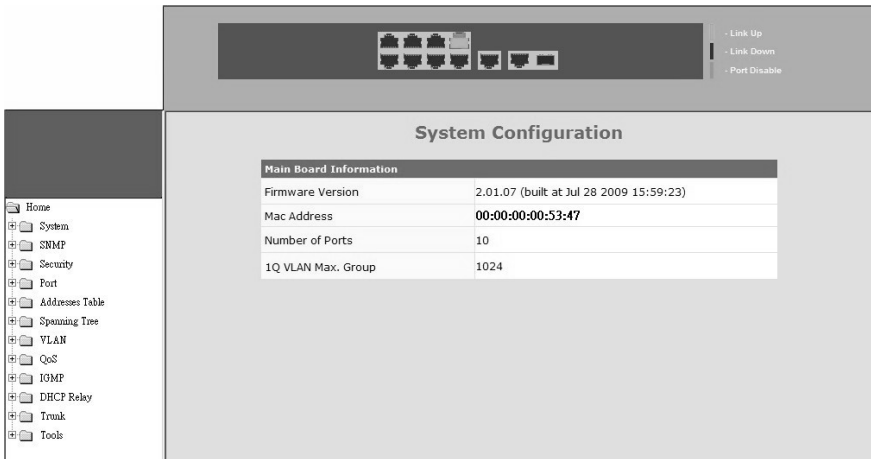 - Link Up
- Link Down
- Port Disable
System Configuration
Main Board Information
Firmware Version 2.01.07 (built at Jul 28 2009 15:59:23)
Mac Address 00:00:00:00:53:47
Number of Ports 10
1Q VLAN Max. Group 1024
Home
System
SNMP
Security
Port
Addresses Table
Spanning Tree
VLAN
QoS
IGMP
DHCP Relay
Trunk
Tools